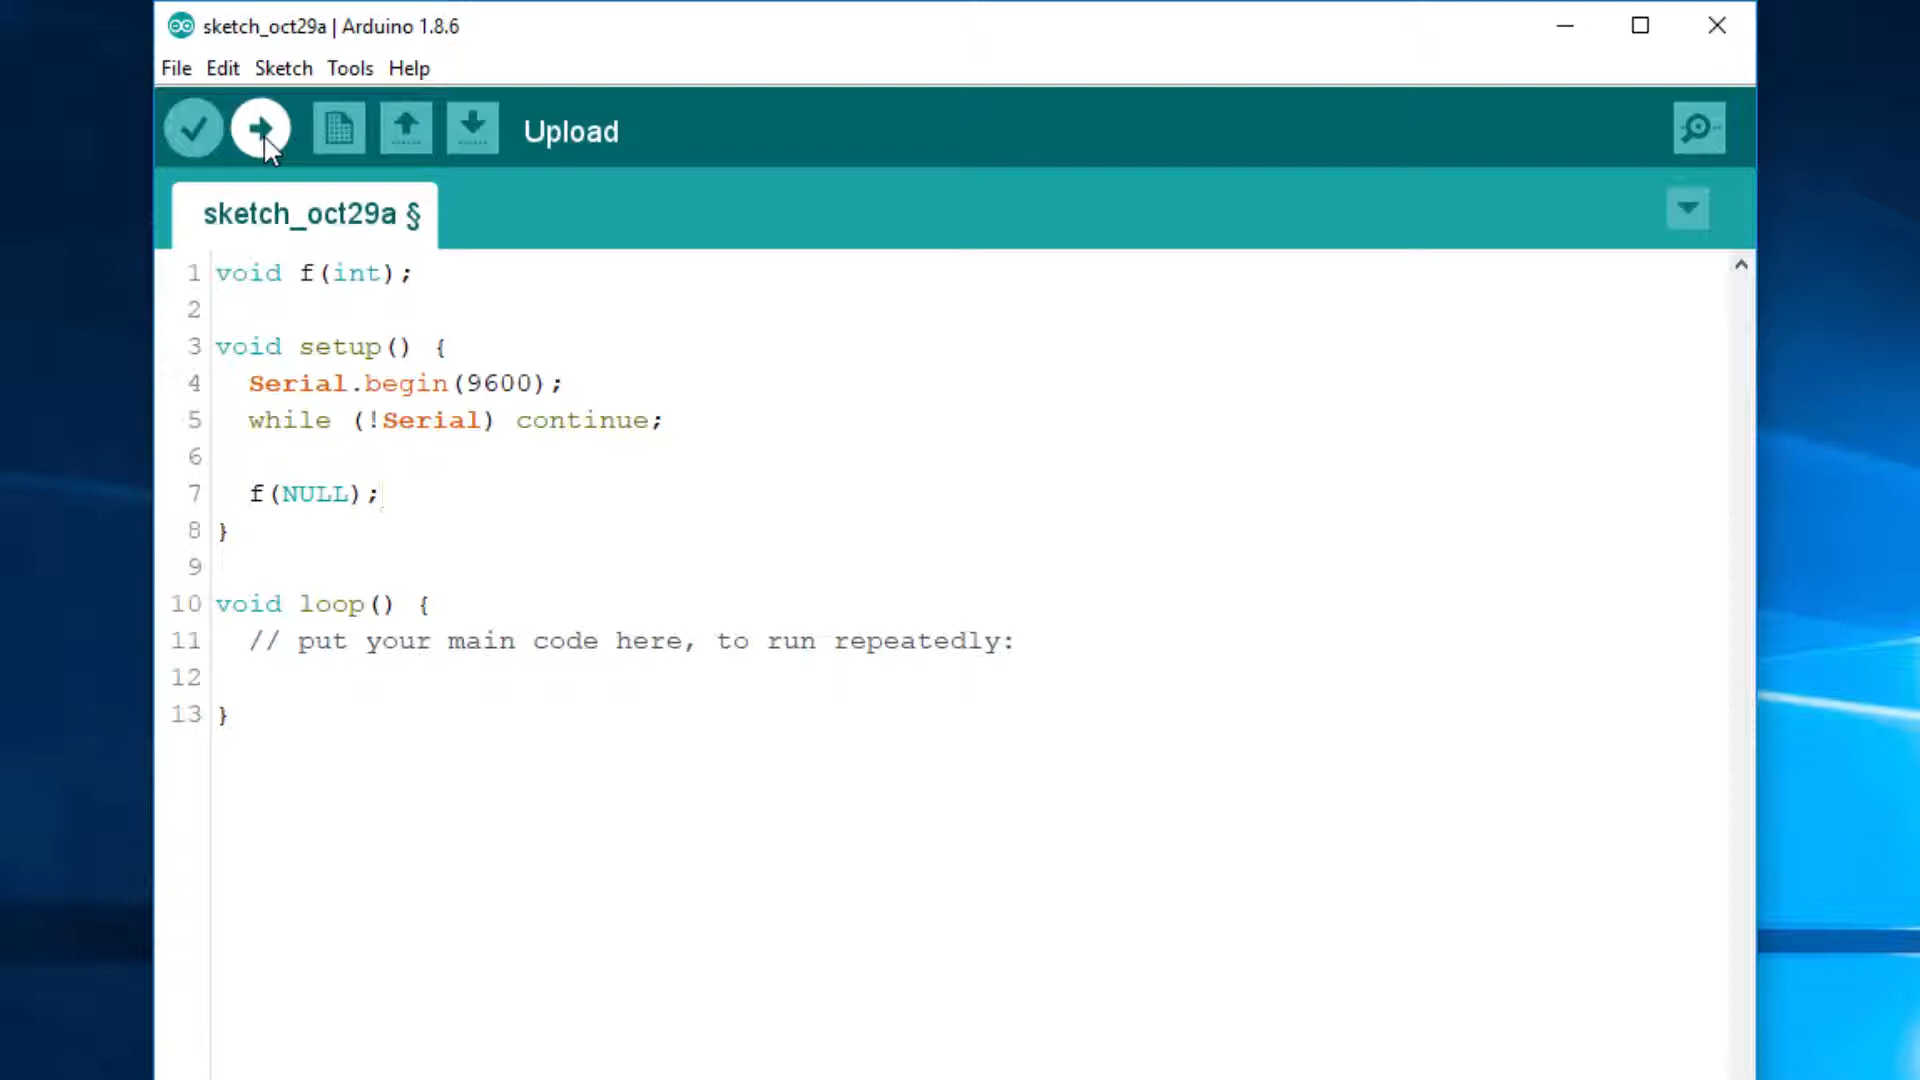 sketch_oct29a | Arduino 1.8.6
File Edit Sketch Tools Help
Upload
sketch_oct29a §
1 void f(int);
2
3 void setup() {
4   Serial.begin(9600);
5   while (!Serial) continue;
6
7   f(NULL);
8 }
9
10 void loop() {
11   // put your main code here, to run repeatedly:
12
13 }